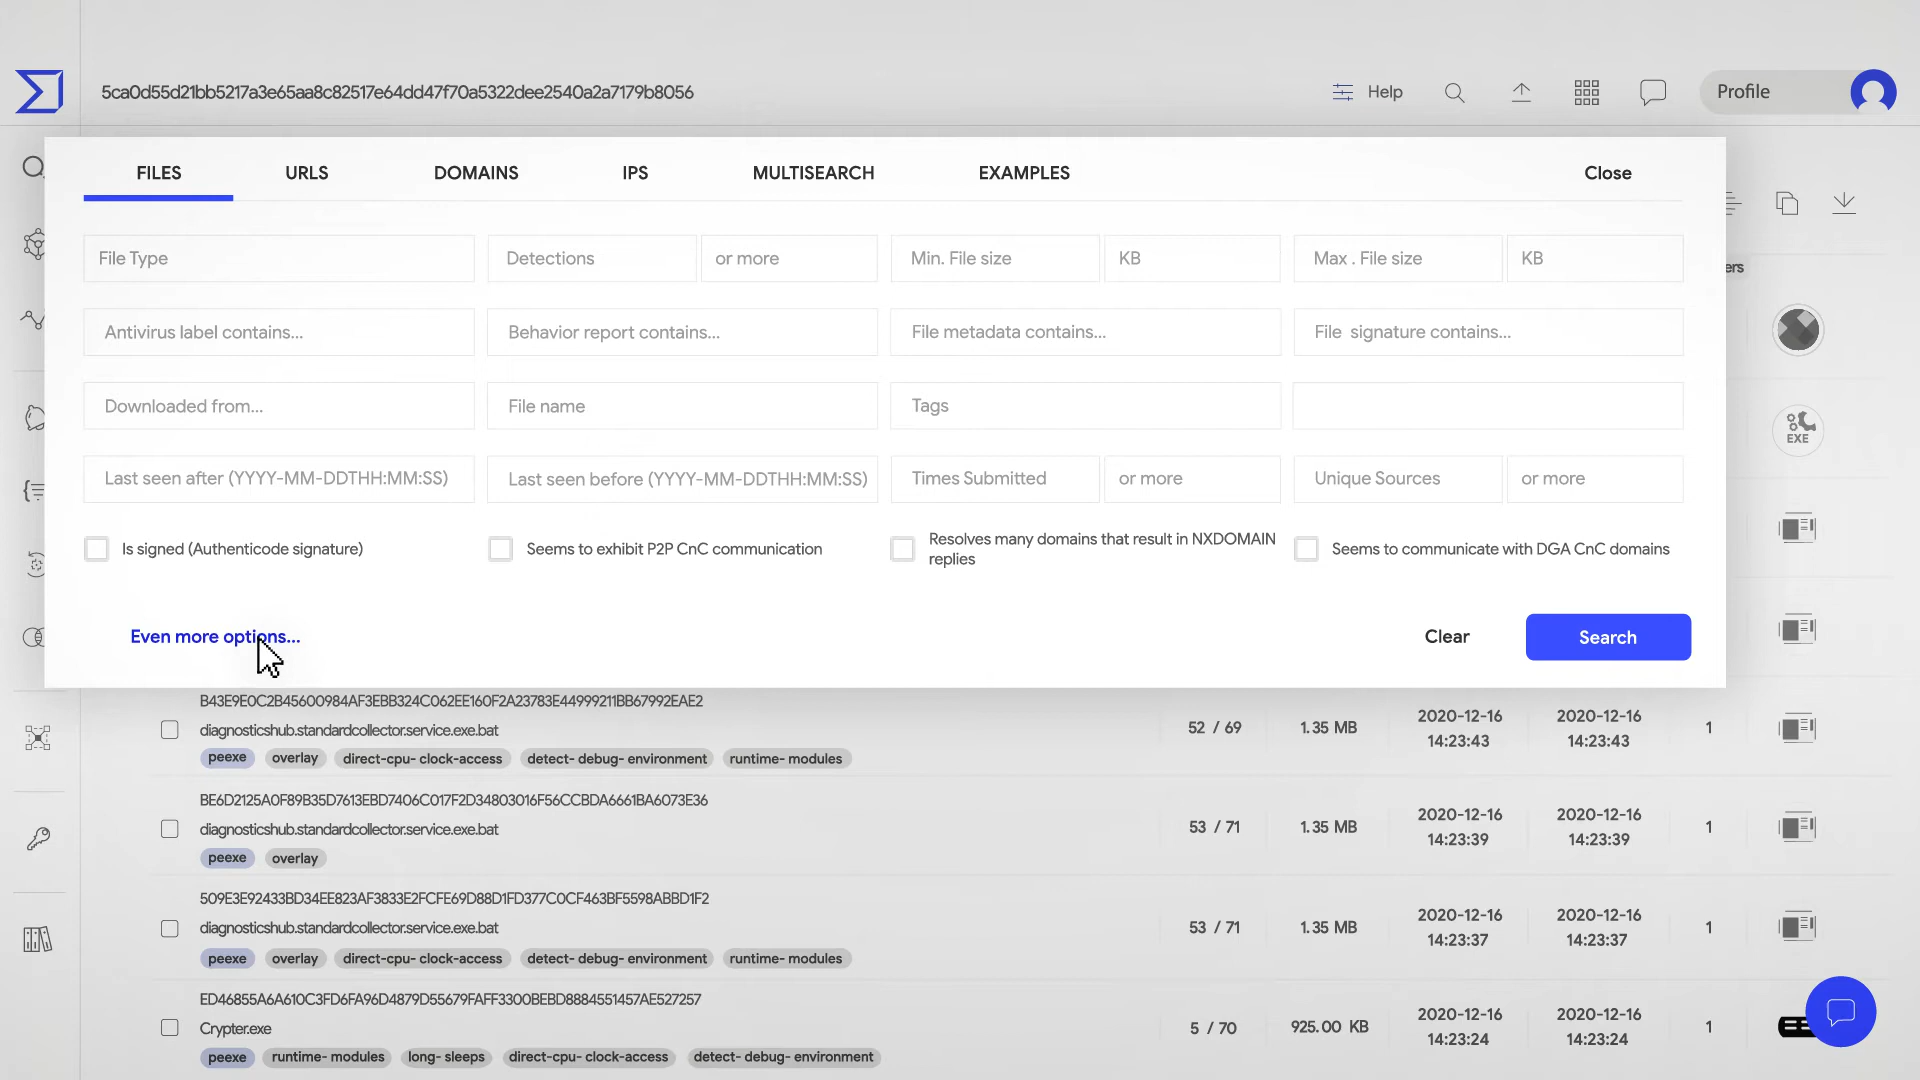 5ca0d55d21bb5217a3e65aa8c82517e64dd47f70a5322dee2540a2a7179b8056
Help
Profile
FILES URLS DOMAINS IPS MULTISEARCH EXAMPLES Close
File Type Detections or more Min. File size KB Max . File size KB
Antivirus label contains... Behavior report contains... File metadata contains... File signature contains...
Downloaded from... File name Tags
Last seen after (YYYY-MM-DDTHH:MM:SS) Last seen before (YYYY-MM-DDTHH:MM:SS) Times Submitted or more Unique Sources or more
Is signed (Authenticode signature) Seems to exhibit P2P CnC communication Resolves many domains that result in NXDOMAIN
replies
Seems to communicate with DGA CnC domains
Even more options... Clear Search
ers
EXE
B43E9E0C2B45600984AF3EBB324C062EE160F2A23783E44999211BB67992EAE2
diagnosticshub.standardcollector.service.exe.bat
peexe overlay direct-cpu- clock-access detect- debug- environment runtime- modules
52 / 69 1.35 MB 2020-12-16 2020-12-16 1
14:23:43 14:23:43
BE6D2125A0F89B35D7613EBD7406C017F2D34803016F56CCBDA6661BA6073E36
diagnosticshub.standardcollector.service.exe.bat
peexe overlay
53 / 71 1.35 MB 2020-12-16 2020-12-16 1
14:23:39 14:23:39
509E3E92433BD34EE823AF3833E2FCFE69D88D1FD377C0CF463BF5598ABBD1F2
diagnosticshub.standardcollector.service.exe.bat
peexe overlay direct-cpu- clock-access detect- debug- environment runtime- modules
53 / 71 1.35 MB 2020-12-16 2020-12-16 1
14:23:37 14:23:37
ED46855A6A610C3FD6FA96D4879D55679FAFF3300BEBD8884551457AE527257
Crypter.exe
peexe runtime- modules long- sleeps direct-cpu- clock-access detect- debug- environment
5 / 70 925.00 KB 2020-12-16 2020-12-16 1
14:23:24 14:23:24